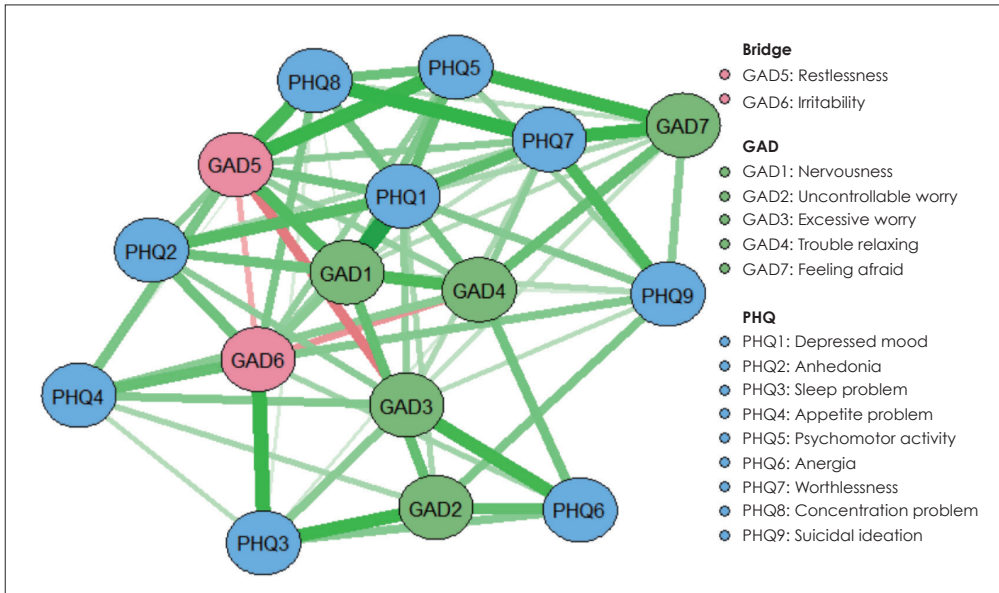 PHQ5
PHQ8
GAD7
PHQ7
GAD5
PHQ1
PHQ2
GAD1
GAD4
PHQ9
GAD6
PHQ4
GAD3
GAD2
PHQ6
PHQ3
Bridge
GAD5: Restlessness
GAD6: Irritability
GAD
GAD1: Nervousness
GAD2: Uncontrollable worry
GAD3: Excessive worry
GAD4: Trouble relaxing
GAD7: Feeling afraid
PHQ
PHQ1: Depressed mood
PHQ2: Anhedonia
PHQ3: Sleep problem
PHQ4: Appetite problem
PHQ5: Psychomotor activity
PHQ6: Anergia
PHQ7: Worthlessness
PHQ8: Concentration problem
PHQ9: Suicidal ideation